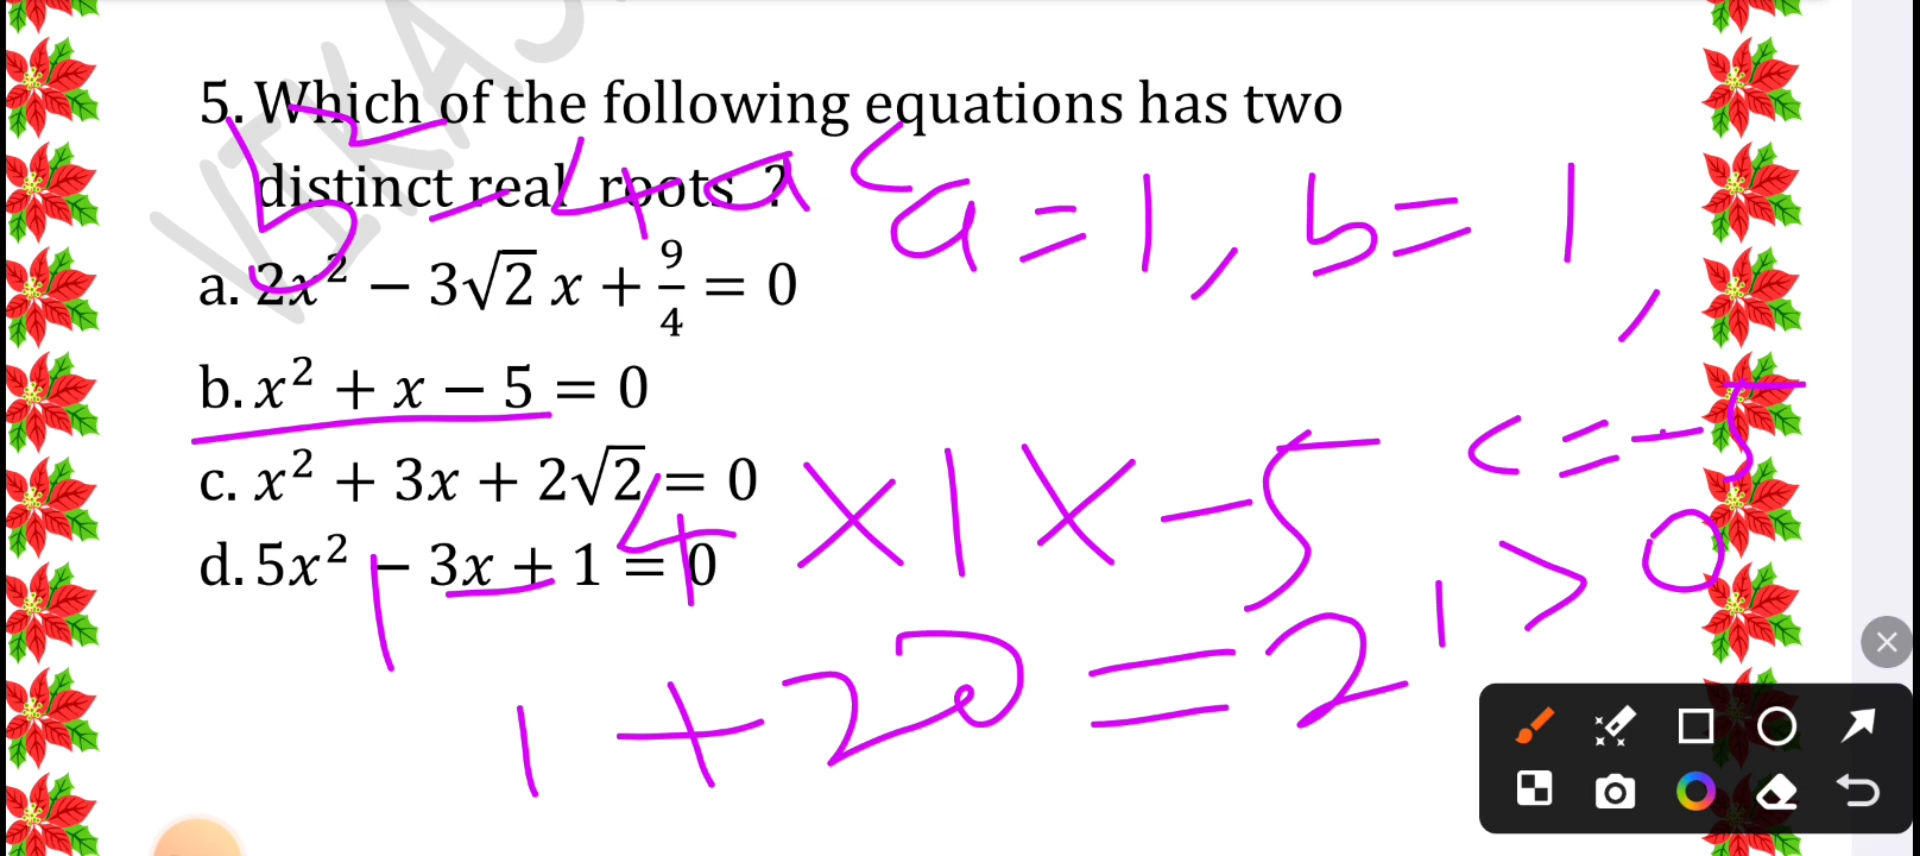 VIKAS
5. Which of the following equations has two
distinct real roots ?
b² - 4ac
a = 1, b = 1,
c = -5
a. 2x² − 3√2 x + 9/4 = 0
b. x² + x − 5 = 0
c. x² + 3x + 2√2 = 0
d. 5x² − 3x + 1 = 0
1 - 4 × 1 × -5
1 + 20 = 21 > 0